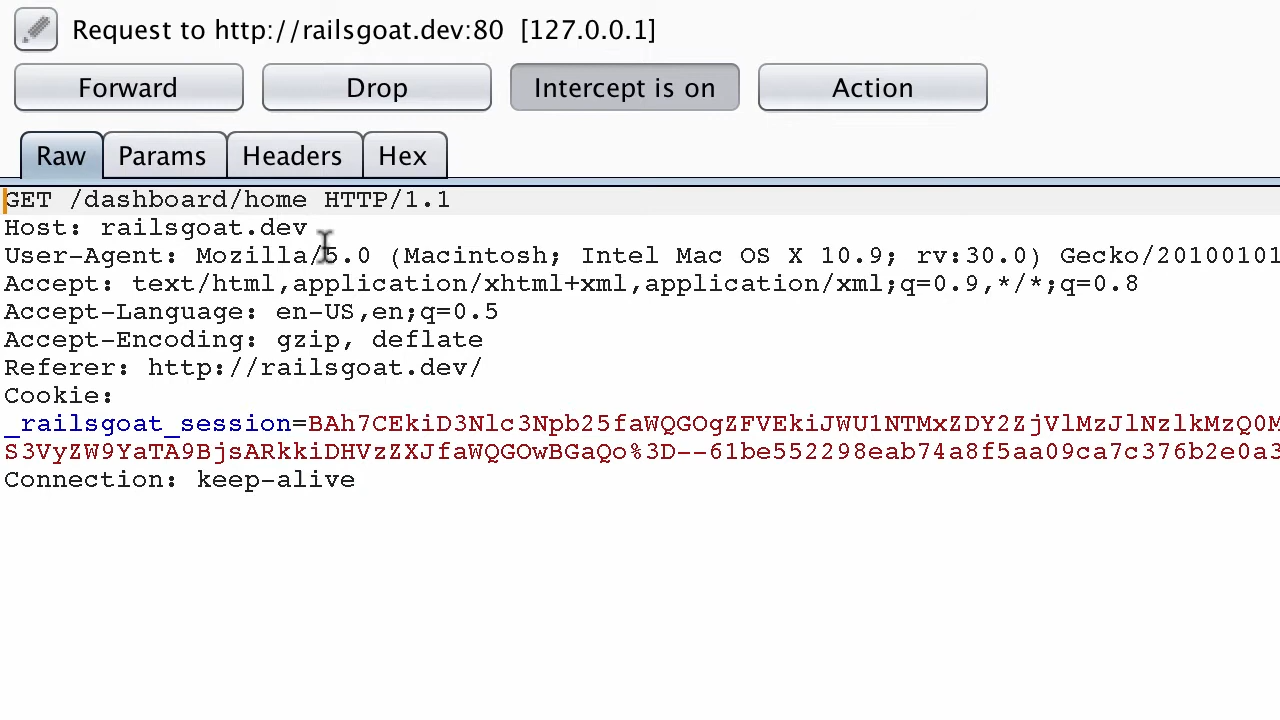 Request to http://railsgoat.dev:80 [127.0.0.1]
Forward Drop Intercept is on Action
Raw Params Headers Hex
GET /dashboard/home HTTP/1.1
Host: railsgoat.dev
User-Agent: Mozilla/5.0 (Macintosh; Intel Mac OS X 10.9; rv:30.0) Gecko/20100101
Accept: text/html,application/xhtml+xml,application/xml;q=0.9,*/*;q=0.8
Accept-Language: en-US,en;q=0.5
Accept-Encoding: gzip, deflate
Referer: http://railsgoat.dev/
Cookie:
_railsgoat_session=BAh7CEkiD3Nlc3Npb25faWQGOgZFVEkiJWU1NTMxZDY2ZjVlMzJlNzlkMzQ0M
S3VyZW9YaTA9BjsARkkiDHVzZXJfaWQGOwBGaQo%3D--61be552298eab74a8f5aa09ca7c376b2e0a3
Connection: keep-alive